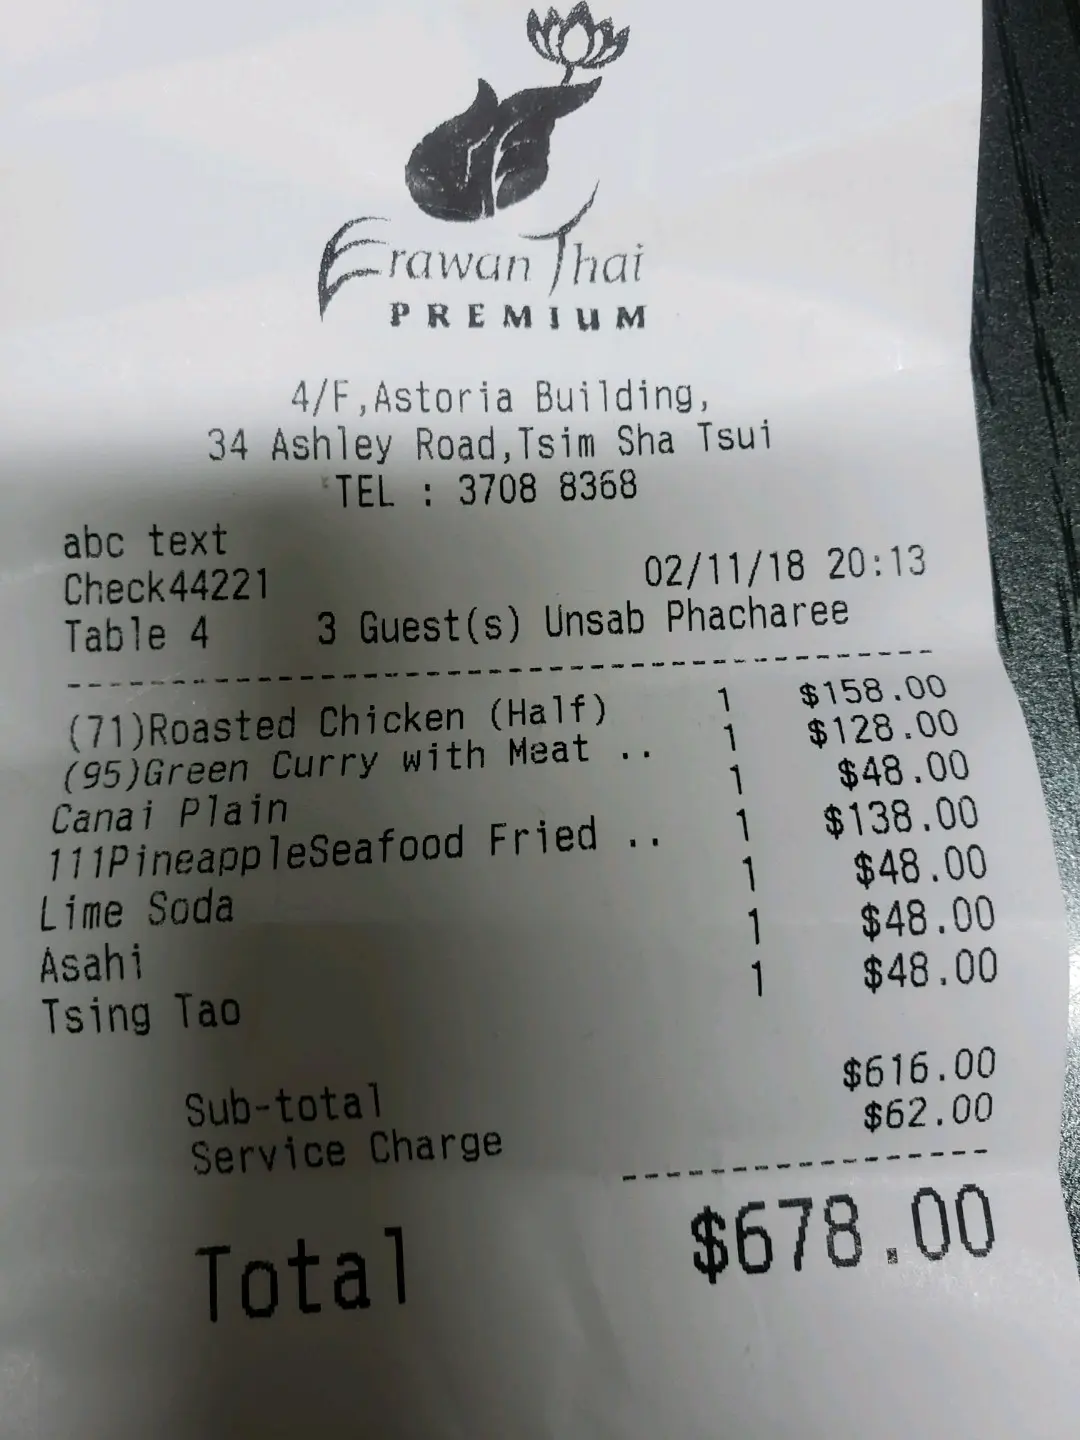 Erawan Thai
PREMIUM
4/F,Astoria Building,
34 Ashley Road,Tsim Sha Tsui
TEL : 3708 8368
abc text
Check44221 02/11/18 20:13
Table 4 3 Guest(s) Unsab Phacharee
(71)Roasted Chicken (Half) 1 $158.00
(95)Green Curry with Meat .. 1 $128.00
Canai Plain 1 $48.00
111PineappleSeafood Fried .. 1 $138.00
Lime Soda 1 $48.00
Asahi 1 $48.00
Tsing Tao 1 $48.00
Sub-total $616.00
Service Charge $62.00
Total $678.00